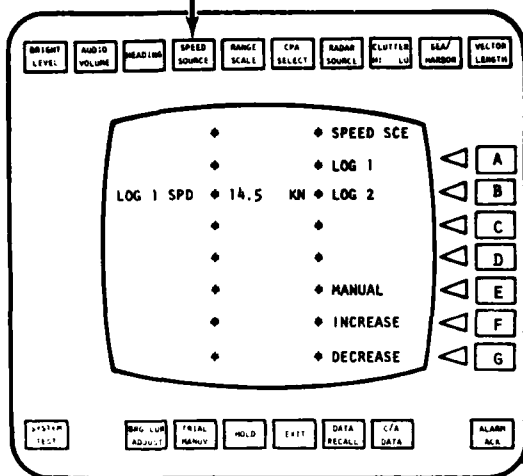 BRIGHT LEVEL
AUDIO VOLUME
HEADING
SPEED SOURCE
RANGE SCALE
CPA SELECT
RADAR SOURCE
CLUTTER HI LO
SEA/ HARBOR
VECTOR LENGTH
SPEED SCE
LOG 1
A
LOG 1 SPD 14.5 KN LOG 2
B
C
D
MANUAL
E
INCREASE
F
DECREASE
G
SYSTEM TEST
BRG CUR ADJUST
TRIAL MANUV
HOLD
EXIT
DATA RECALL
C/A DATA
ALARM ACK